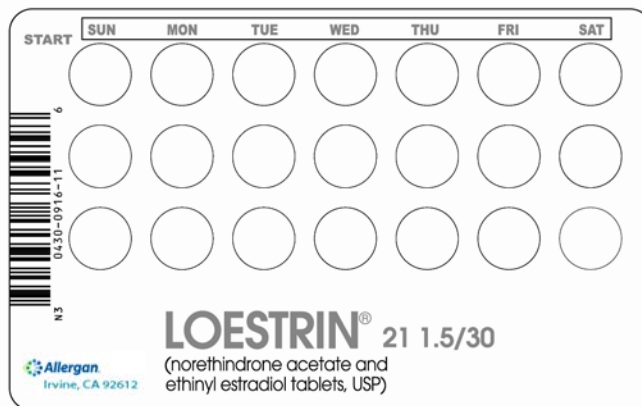 START SUN MON TUE WED THU FRI SAT
6
0430-0916-11
N3
LOESTRIN® 21 1.5/30
(norethindrone acetate and
ethinyl estradiol tablets, USP)
Allergan.
Irvine, CA 92612